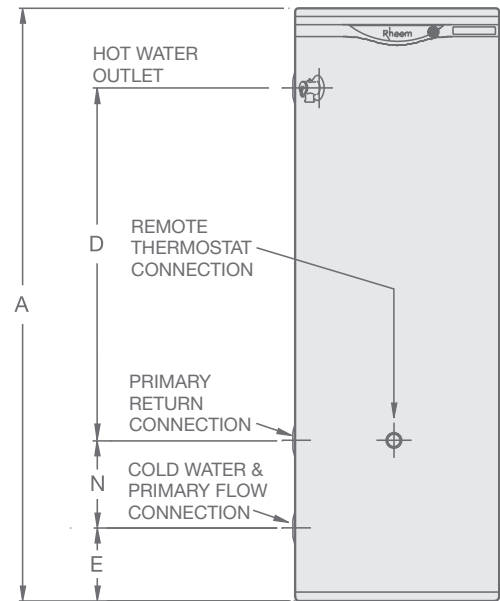 Rheem
HOT WATER
OUTLET
D
REMOTE
THERMOSTAT
CONNECTION
A
PRIMARY
RETURN
CONNECTION
N
COLD WATER &
PRIMARY FLOW
CONNECTION
E